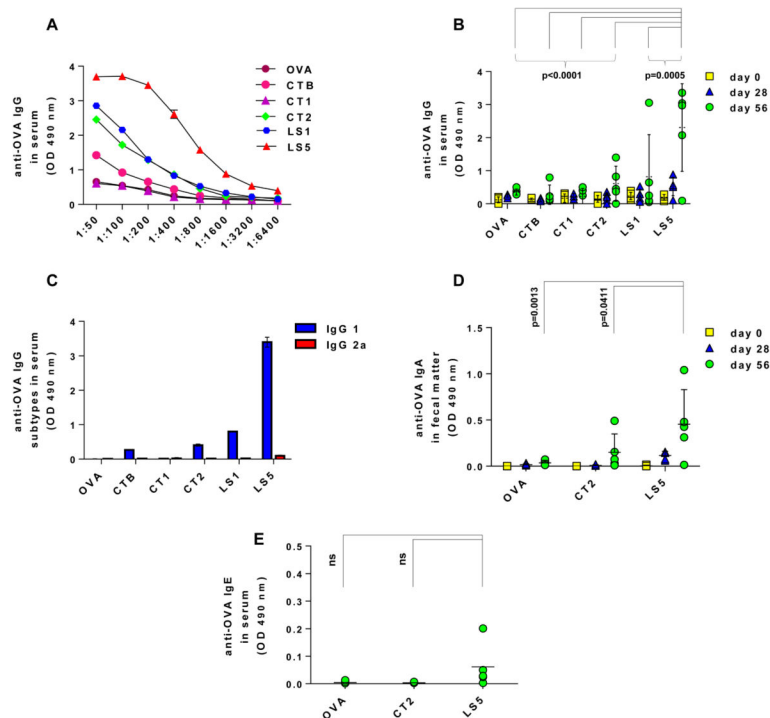 A
anti-OVA IgG
in serum
(OD 490 nm)
4
3
2
1
0
1:50
1:100
1:200
1:400
1:800
1:1600
1:3200
1:6400
OVA
CTB
CT1
CT2
LS1
LS5
B
p<0.0001
p=0.0005
anti-OVA IgG
in serum
(OD 490 nm)
4
3
2
1
0
OVA
CTB
CT1
CT2
LS1
LS5
day 0
day 28
day 56
C
anti-OVA IgG
subtypes in serum
(OD 490 nm)
4
3
2
1
0
OVA
CTB
CT1
CT2
LS1
LS5
IgG 1
IgG 2a
D
p=0.0013
p=0.0411
anti-OVA IgA
in fecal matter
(OD 490 nm)
1.5
1.0
0.5
0.0
OVA
CT2
LS5
day 0
day 28
day 56
E
ns
ns
anti-OVA IgE
in serum
(OD 490 nm)
0.5
0.4
0.3
0.2
0.1
0.0
OVA
CT2
LS5